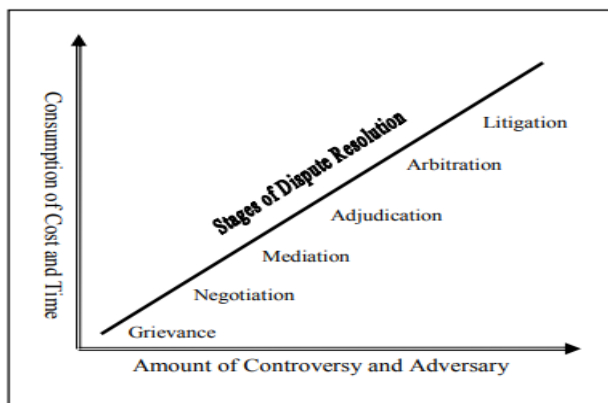 Consumption of Cost and Time
Stages of Dispute Resolution
Litigation
Arbitration
Adjudication
Mediation
Negotiation
Grievance
Amount of Controversy and Adversary